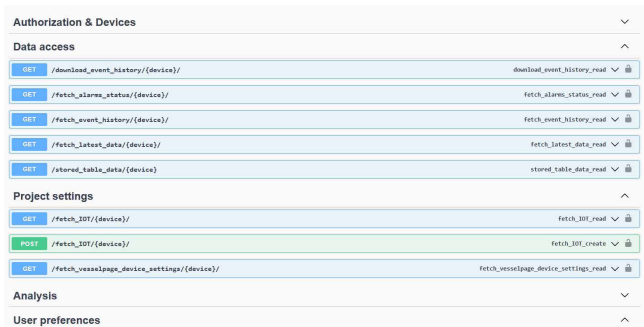 Authorization & Devices
Data access
GET /download_event_history/{device}/ download_event_history_read
GET /fetch_alarms_status/{device}/ fetch_alarms_status_read
GET /fetch_event_history/{device}/ fetch_event_history_read
GET /fetch_latest_data/{device}/ fetch_latest_data_read
GET /stored_table_data/{device} stored_table_data_read
Project settings
GET /fetch_IOT/{device}/ fetch_IOT_read
POST /fetch_IOT/{device}/ fetch_IOT_create
GET /fetch_vesselpage_device_settings/{device}/ fetch_vesselpage_device_settings_read
Analysis
User preferences